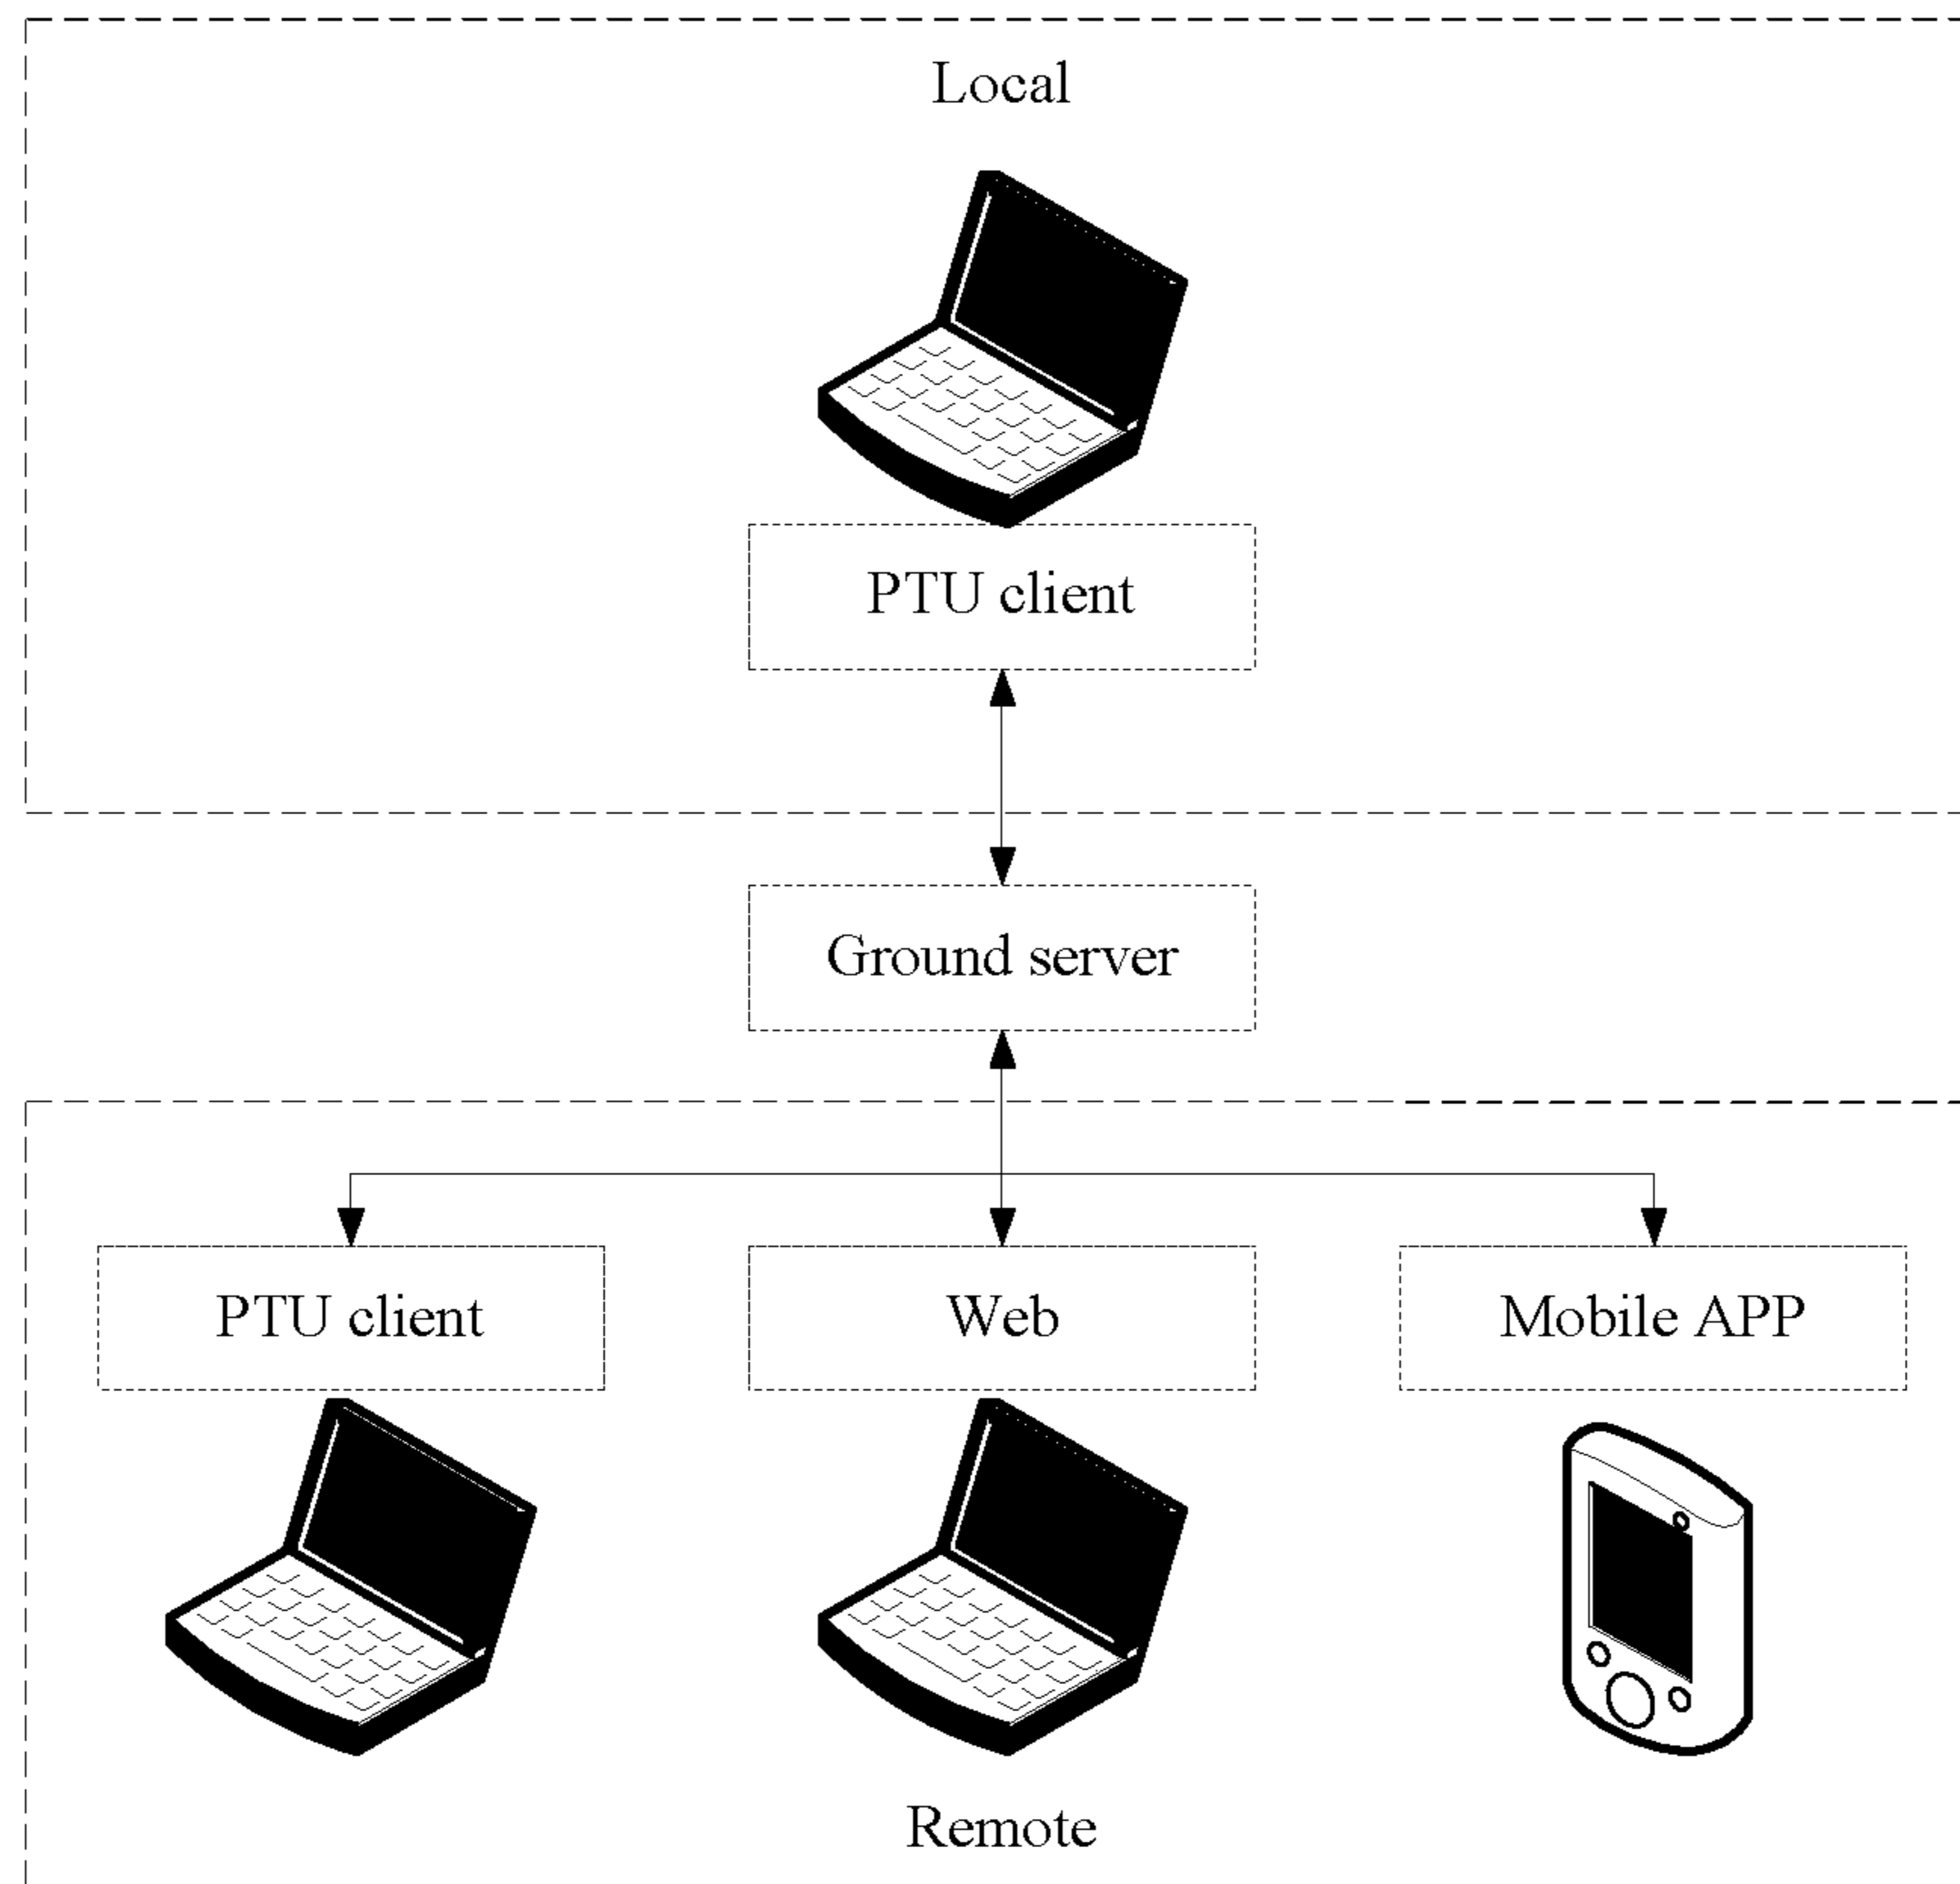 Local
PTU client
Ground server
PTU client
Web
Mobile APP
Remote